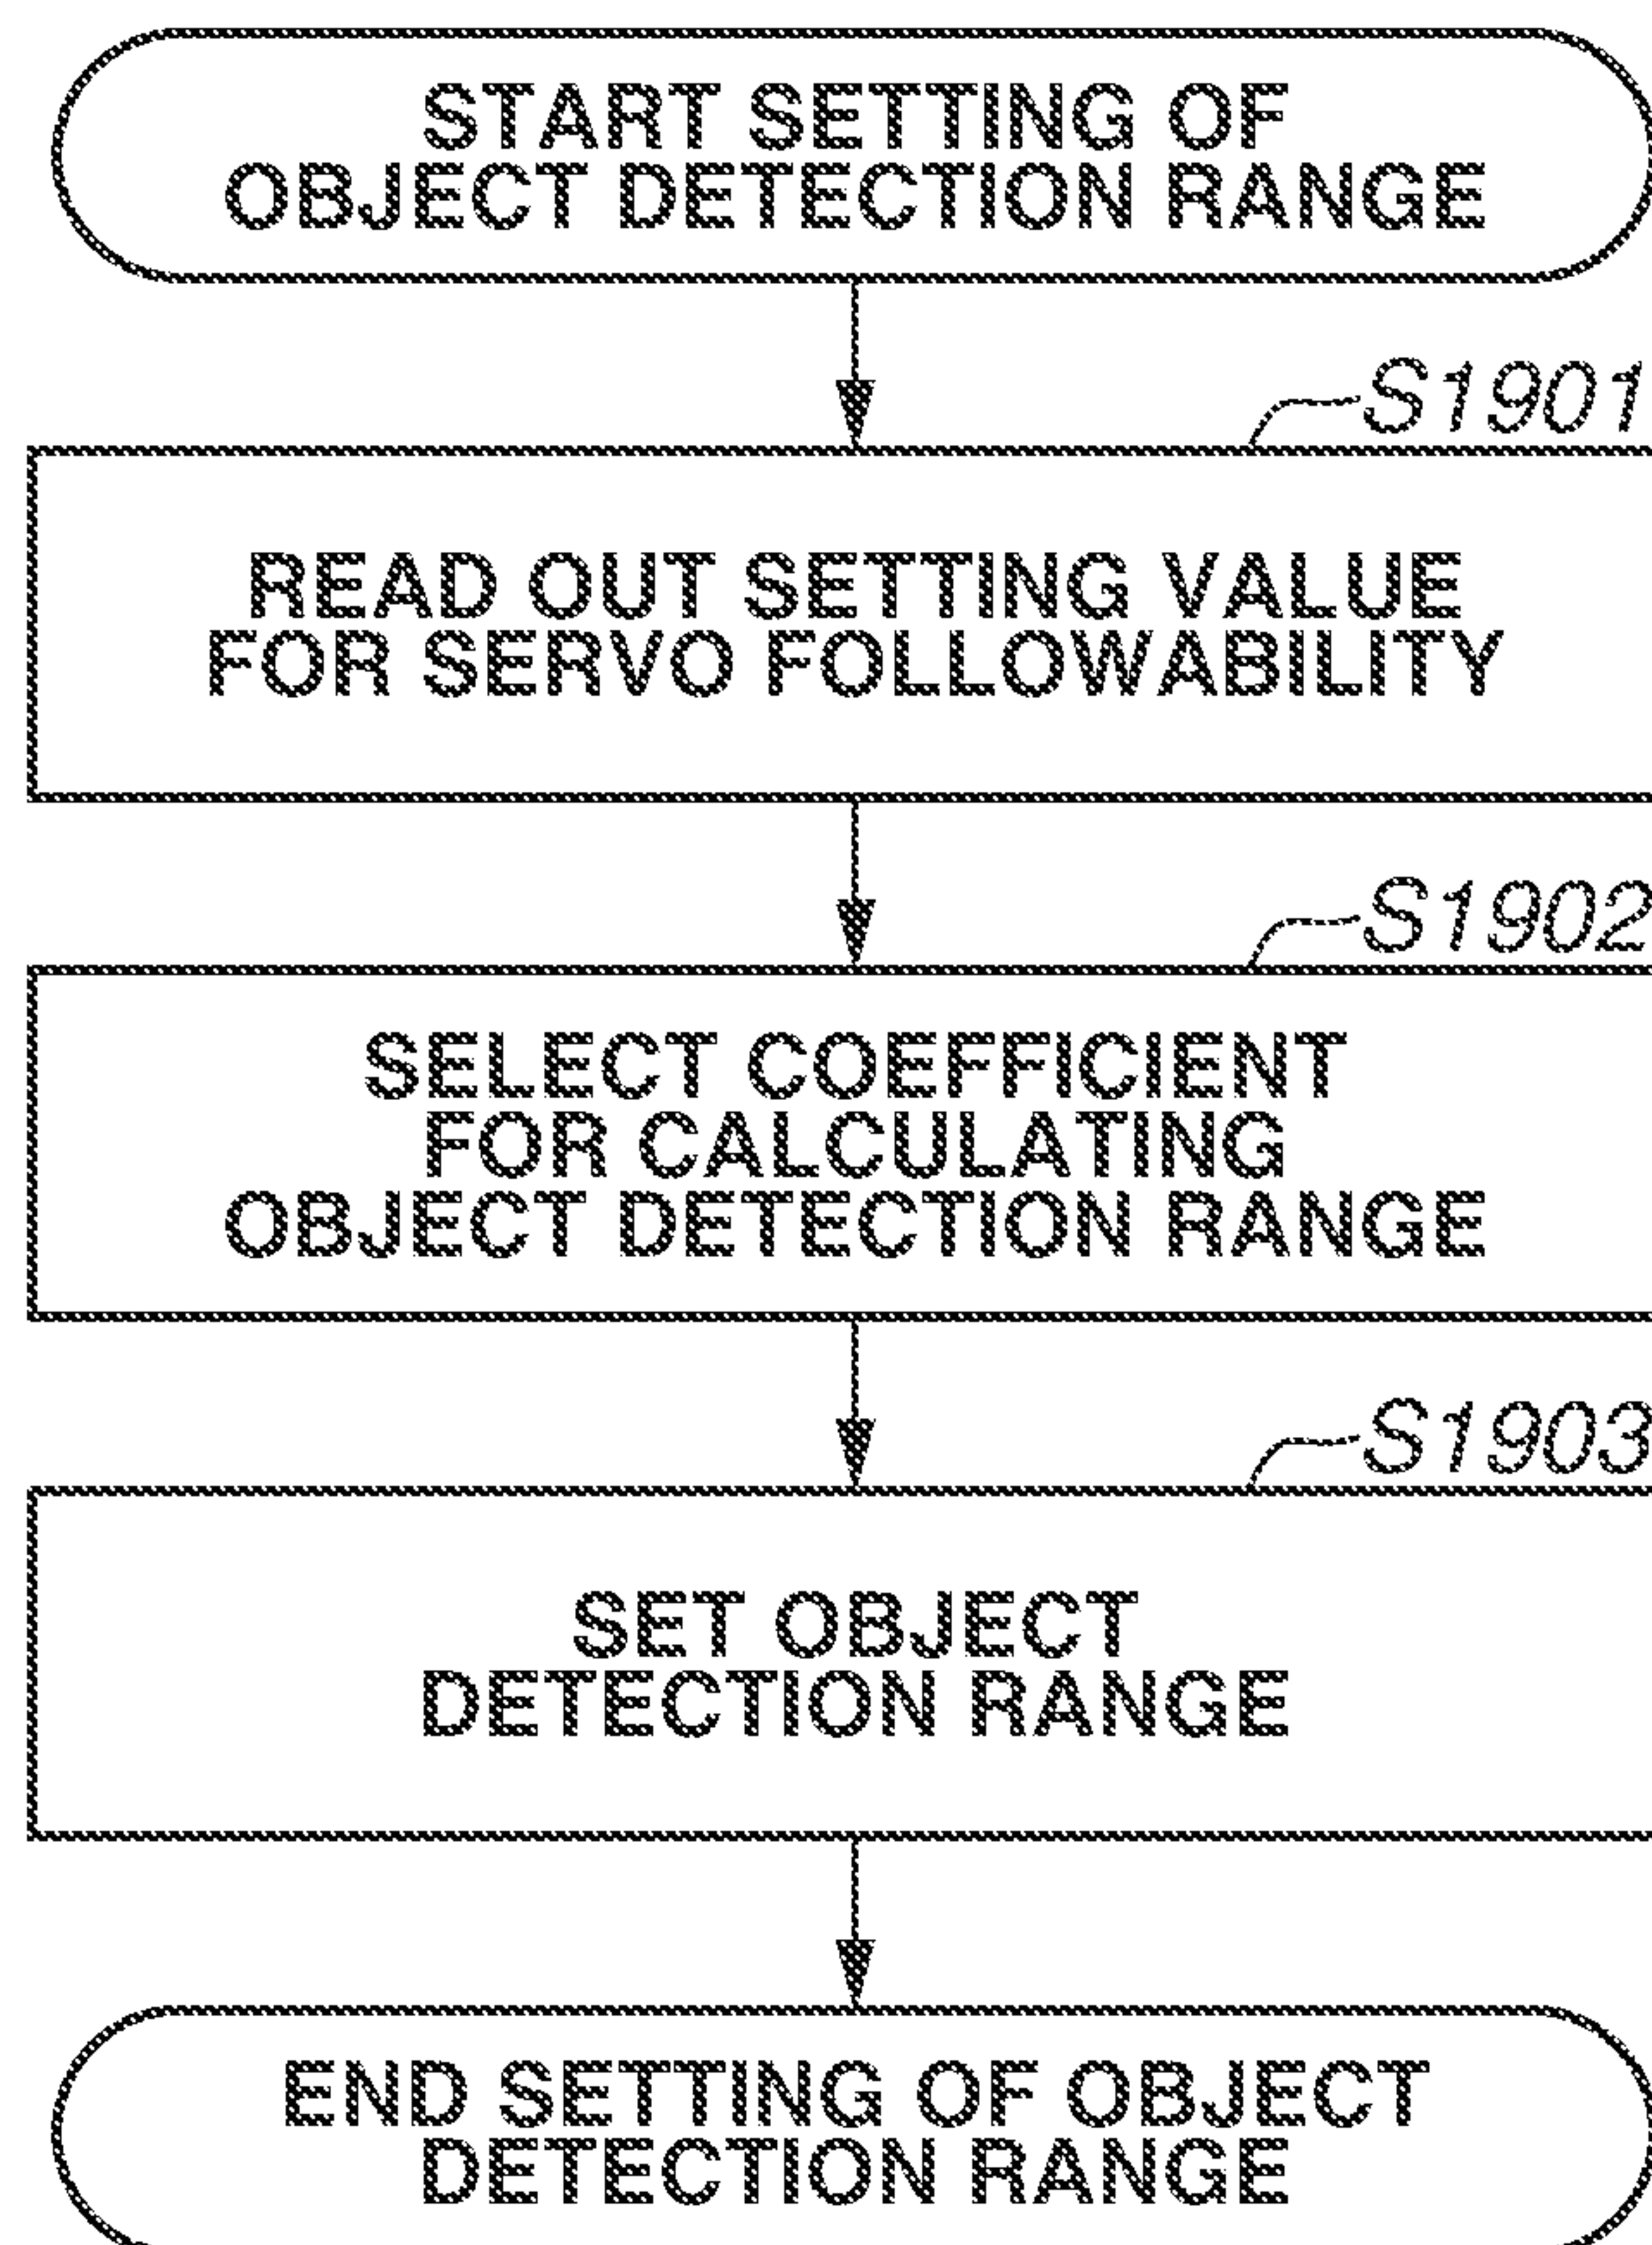 START SETTING OF
OBJECT DETECTION RANGE
S1901
READ OUT SETTING VALUE
FOR SERVO FOLLOWABILITY
S1902
SELECT COEFFICIENT
FOR CALCULATING
OBJECT DETECTION RANGE
S1903
SET OBJECT
DETECTION RANGE
END SETTING OF OBJECT
DETECTION RANGE